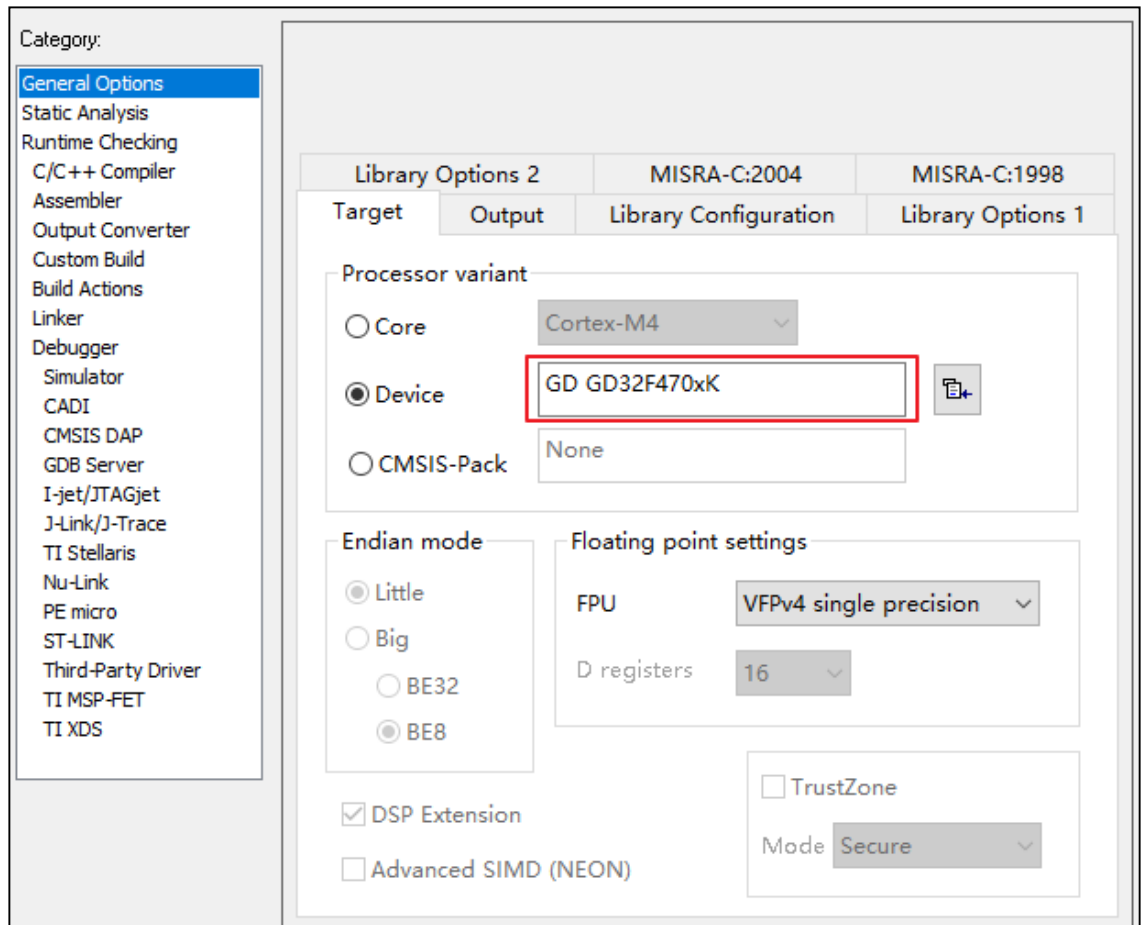 Category:
General Options
Static Analysis
Runtime Checking
C/C++ Compiler
Assembler
Output Converter
Custom Build
Build Actions
Linker
Debugger
Simulator
CADI
CMSIS DAP
GDB Server
I-jet/JTAGjet
J-Link/J-Trace
TI Stellaris
Nu-Link
PE micro
ST-LINK
Third-Party Driver
TI MSP-FET
TI XDS
Library Options 2 MISRA-C:2004 MISRA-C:1998
Target Output Library Configuration Library Options 1
Processor variant
Core Cortex-M4
Device GD GD32F470xK
CMSIS-Pack None
Endian mode
Little
Big
BE32
BE8
Floating point settings
FPU VFPv4 single precision
D registers 16
DSP Extension
Advanced SIMD (NEON)
TrustZone
Mode Secure